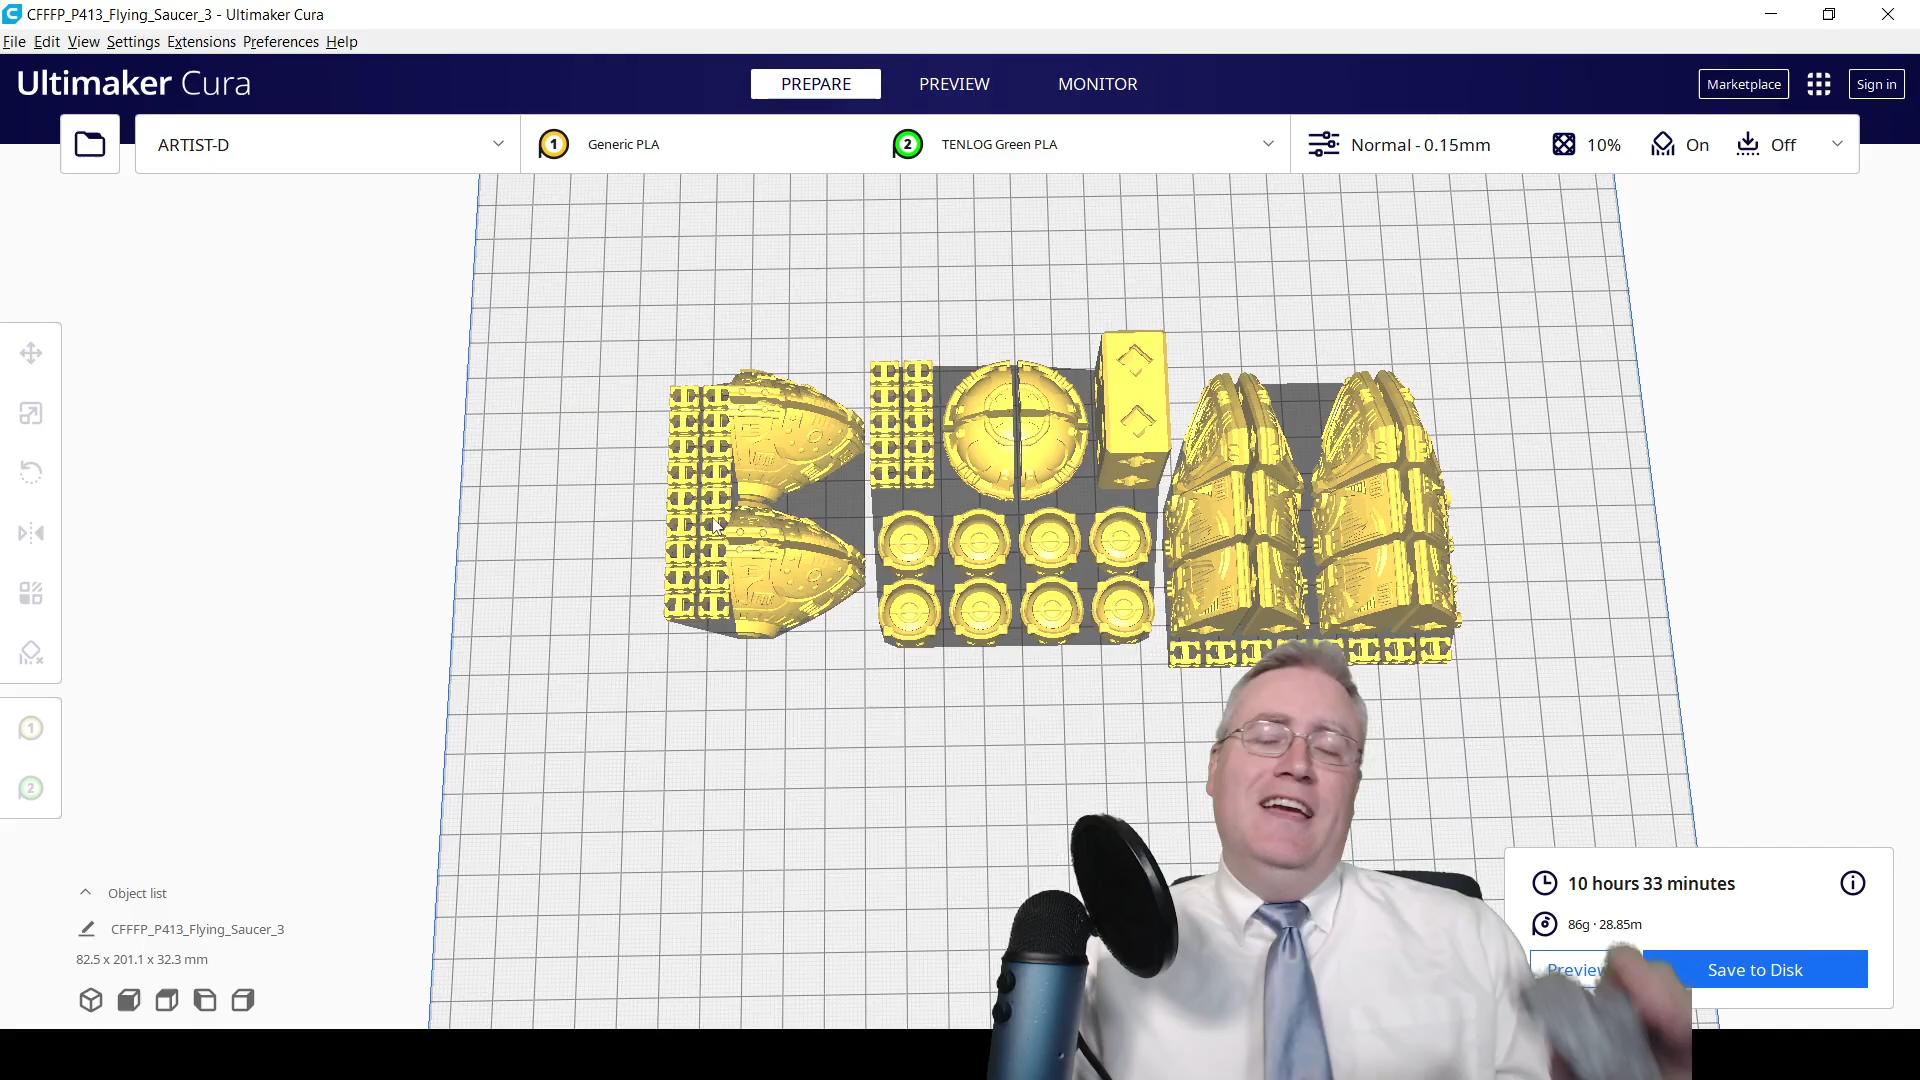 CFFFP_P413_Flying_Saucer_3 - Ultimaker Cura
File Edit View Settings Extensions Preferences Help
Ultimaker Cura
PREPARE PREVIEW MONITOR
Marketplace Sign in
ARTIST-D
1 Generic PLA
2 TENLOG Green PLA
Normal - 0.15mm 10% On Off
1
2
Object list
CFFFP_P413_Flying_Saucer_3
82.5 x 201.1 x 32.3 mm
10 hours 33 minutes
86g · 28.85m
Preview Save to Disk